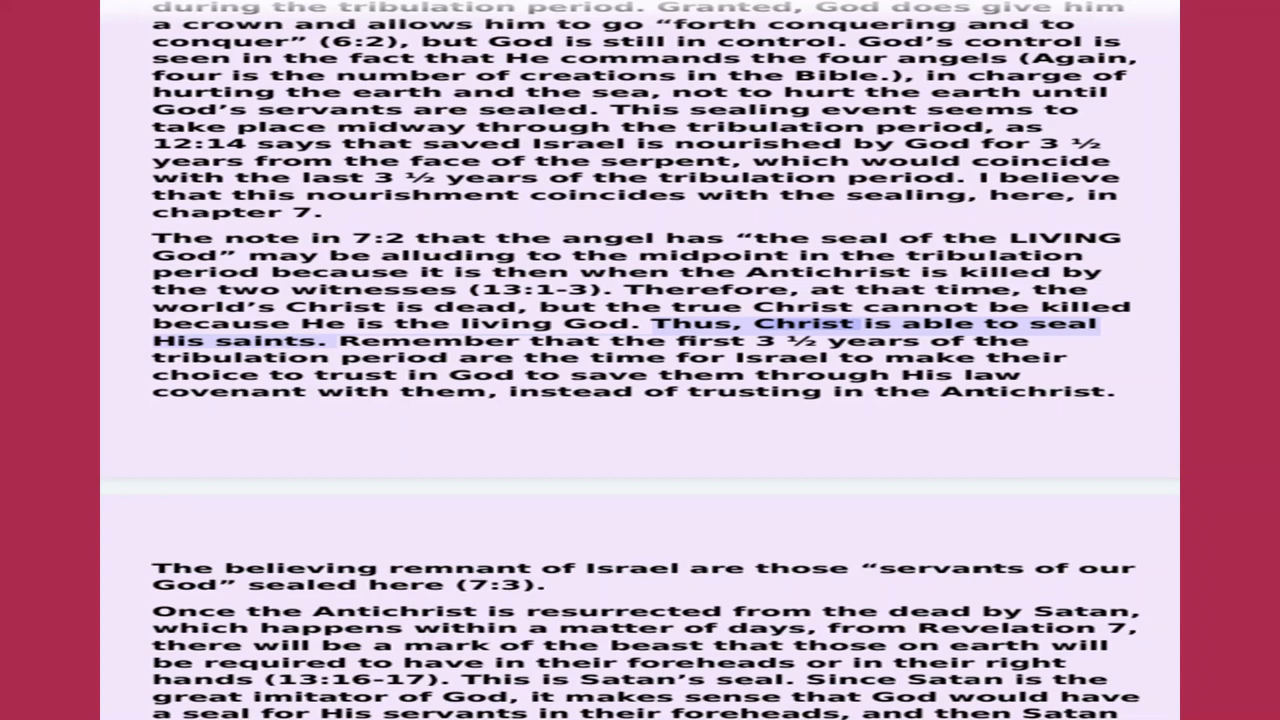 during the tribulation period. Granted, God does give him
a crown and allows him to go “forth conquering and to
conquer” (6:2), but God is still in control. God’s control is
seen in the fact that He commands the four angels (Again,
four is the number of creations in the Bible.), in charge of
hurting the earth and the sea, not to hurt the earth until
God’s servants are sealed. This sealing event seems to
take place midway through the tribulation period, as
12:14 says that saved Israel is nourished by God for 3 ½
years from the face of the serpent, which would coincide
with the last 3 ½ years of the tribulation period. I believe
that this nourishment coincides with the sealing, here, in
chapter 7.
The note in 7:2 that the angel has “the seal of the LIVING
God” may be alluding to the midpoint in the tribulation
period because it is then when the Antichrist is killed by
the two witnesses (13:1-3). Therefore, at that time, the
world’s Christ is dead, but the true Christ cannot be killed
because He is the living God. Thus, Christ is able to seal
His saints. Remember that the first 3 ½ years of the
tribulation period are the time for Israel to make their
choice to trust in God to save them through His law
covenant with them, instead of trusting in the Antichrist.
The believing remnant of Israel are those “servants of our
God” sealed here (7:3).
Once the Antichrist is resurrected from the dead by Satan,
which happens within a matter of days, from Revelation 7,
there will be a mark of the beast that those on earth will
be required to have in their foreheads or in their right
hands (13:16-17). This is Satan’s seal. Since Satan is the
great imitator of God, it makes sense that God would have
a seal for His servants in their foreheads, and then Satan